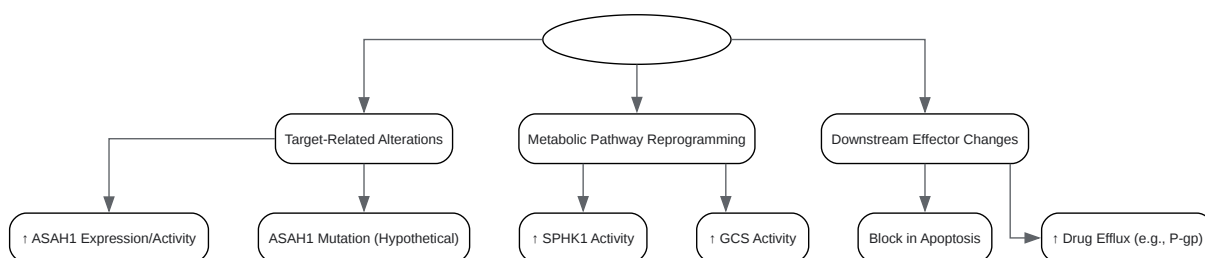 Target-Related Alterations
Metabolic Pathway Reprogramming
Downstream Effector Changes
↑ ASAH1 Expression/Activity
ASAH1 Mutation (Hypothetical)
↑ SPHK1 Activity
↑ GCS Activity
Block in Apoptosis
↑ Drug Efflux (e.g., P-gp)